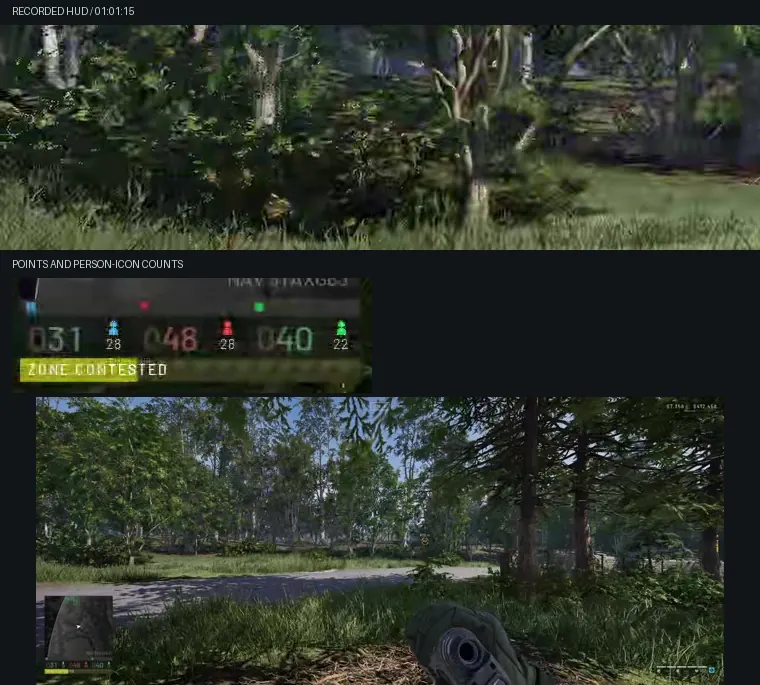 RECORDED HUD / 01:01:15
POINTS AND PERSON-ICON COUNTS
031 28 048 28 040 22
ZONE CONTESTED